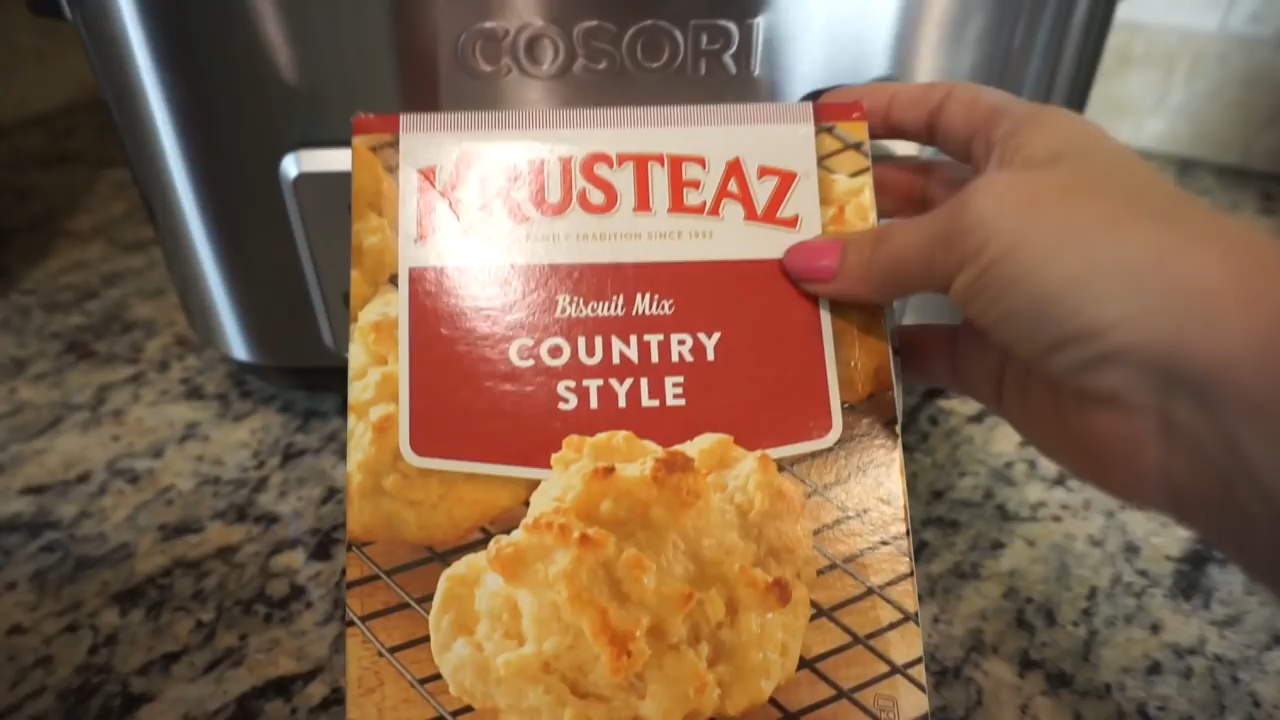 COSORI
KRUSTEAZ
FAMILY TRADITION SINCE 1932
Biscuit Mix
COUNTRY
STYLE